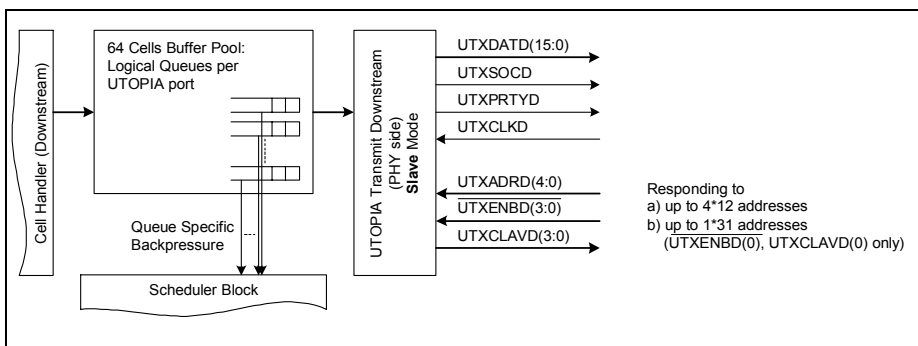 Cell Handler (Downstream)
64 Cells Buffer Pool:
Logical Queues per
UTOPIA port
Queue Specific
Backpressure
Scheduler Block
UTOPIA Transmit Downstream
(PHY side)
Slave Mode
UTXDATD(15:0)
UTXSOCD
UTXPRTYD
UTXCLKD
UTXADRD(4:0)
UTXENBD(3:0)
UTXCLAVD(3:0)
Responding to
a) up to 4*12 addresses
b) up to 1*31 addresses
(UTXENBD(0), UTXCLAVD(0) only)